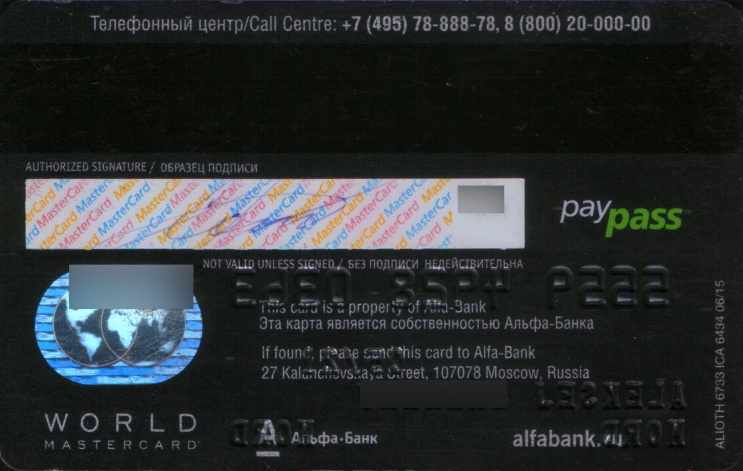 Телефонный центр/Call Centre: +7 (495) 78-888-78, 8 (800) 20-000-00
AUTHORIZED SIGNATURE / ОБРАЗЕЦ ПОДПИСИ
MasterCard
paypass
NOT VALID UNLESS SIGNED / БЕЗ ПОДПИСИ НЕДЕЙСТВИТЕЛЬНА
This card is a property of Alfa-Bank
Эта карта является собственностью Альфа-Банка
If found, please send this card to Alfa-Bank
27 Kalanchovskaya Street, 107078 Moscow, Russia
WORLD
MASTERCARD
А Альфа·Банк
alfabank.ru
ALIOTH 6733 ICA 6434 06/15